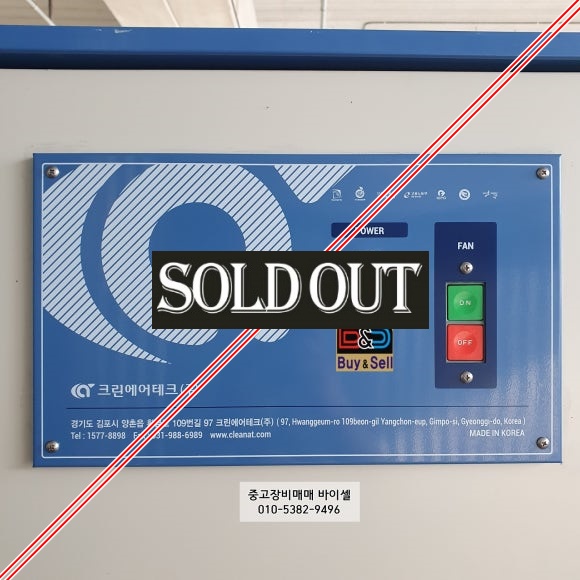 POWER
FAN
ON
OFF
SOLD OUT
B&S
Buy & Sell
크린에어테크(주)
경기도 김포시 양촌읍 황금로 109번길 97 크린에어테크(주) ( 97, Hwanggeum-ro 109beon-gil Yangchon-eup, Gimpo-si, Gyeonggi-do, Korea )
Tel : 1577-8898 031-988-6989 www.cleanat.com
MADE IN KOREA
중고장비매매 바이셀
010-5382-9496